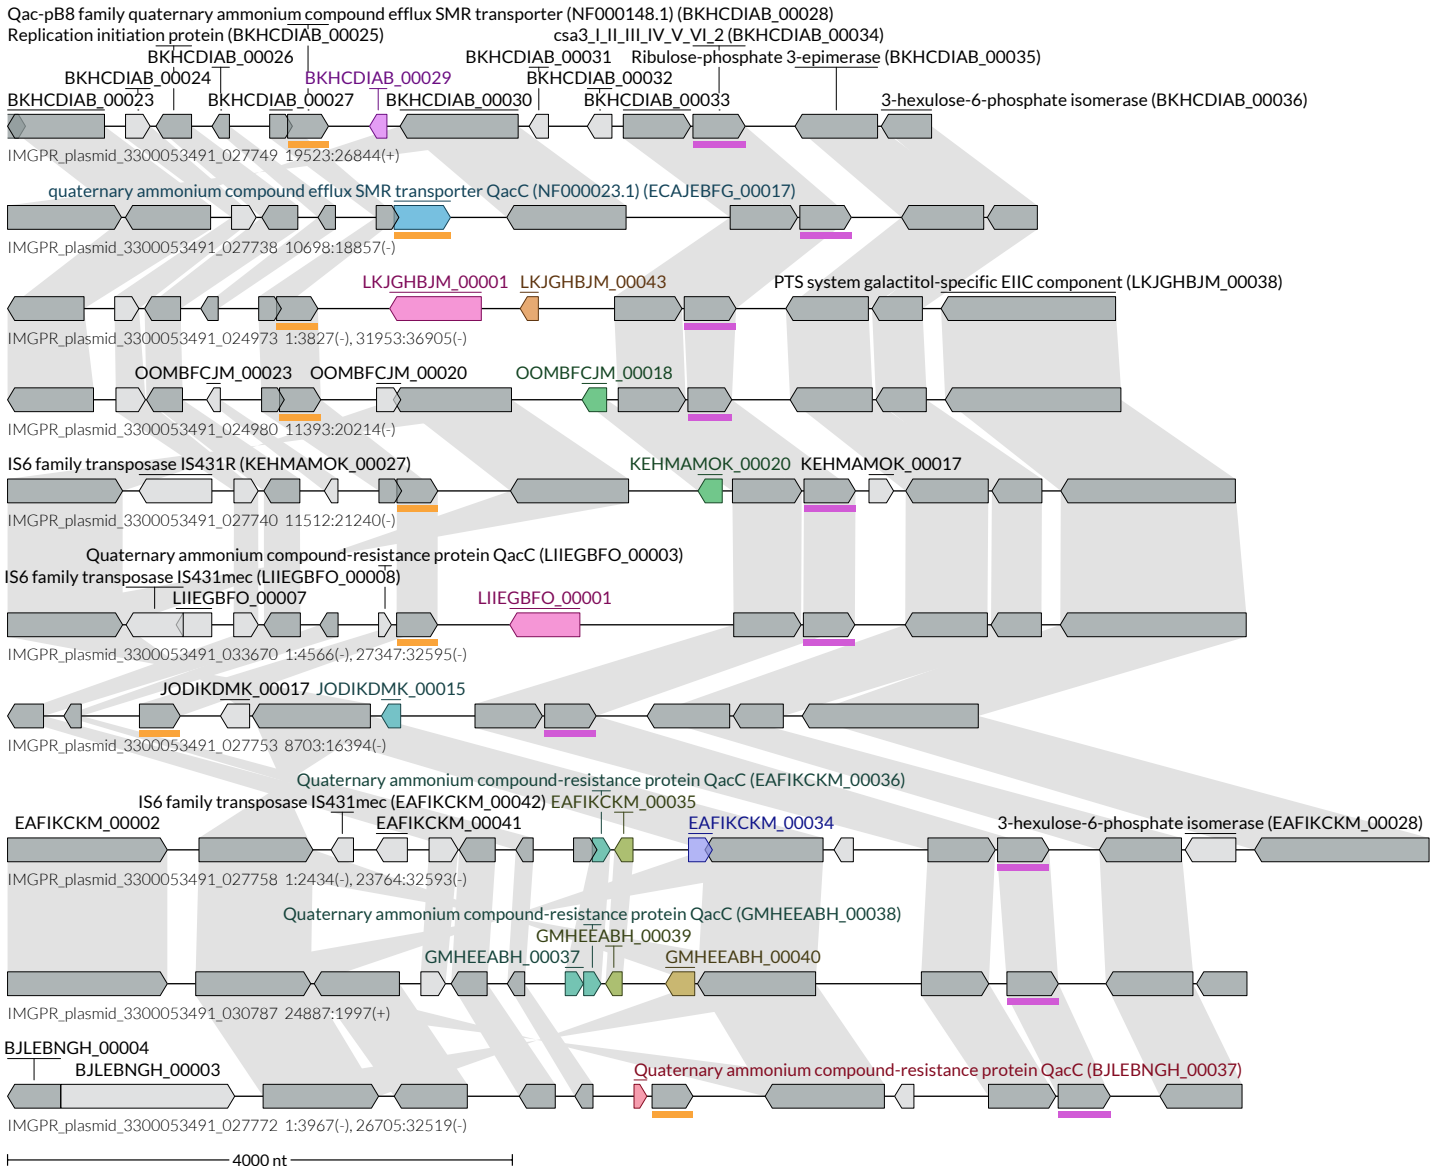 Qac-pB8 family quaternary ammonium compound efflux SMR transporter (NF000148.1) (BKHCDIAB_00028)
Replication initiation protein (BKHCDIAB_00025) csa3_I_II_III_IV_V_VI_2 (BKHCDIAB_00034)
BKHCDIAB_00026 BKHCDIAB_00031 Ribulose-phosphate 3-epimerase (BKHCDIAB_00035)
BKHCDIAB_00024 BKHCDIAB_00029 BKHCDIAB_00032
BKHCDIAB_00023 BKHCDIAB_00027 BKHCDIAB_00030 BKHCDIAB_00033 3-hexulose-6-phosphate isomerase (BKHCDIAB_00036)
IMGPR_plasmid_3300053491_027749 19523:26844(+)
quaternary ammonium compound efflux SMR transporter QacC (NF000023.1) (ECAJEBFG_00017)
IMGPR_plasmid_3300053491_027738 10698:18857(-)
LKJGHBJM_00001 LKJGHBJM_00043 PTS system galactitol-specific EIIC component (LKJGHBJM_00038)
IMGPR_plasmid_3300053491_024973 1:3827(-), 31953:36905(-)
OOMBFCJM_00023 OOMBFCJM_00020 OOMBFCJM_00018
IMGPR_plasmid_3300053491_024980 11393:20214(-)
IS6 family transposase IS431R (KEHMAMOK_00027) KEHMAMOK_00020 KEHMAMOK_00017
IMGPR_plasmid_3300053491_027740 11512:21240(-)
Quaternary ammonium compound-resistance protein QacC (LIIEGBFO_00003)
IS6 family transposase IS431mec (LIIEGBFO_00008)
LIIEGBFO_00007 LIIEGBFO_00001
IMGPR_plasmid_3300053491_033670 1:4566(-), 27347:32595(-)
JODIKDMK_00017 JODIKDMK_00015
IMGPR_plasmid_3300053491_027753 8703:16394(-)
Quaternary ammonium compound-resistance protein QacC (EAFIKCKM_00036)
IS6 family transposase IS431mec (EAFIKCKM_00042) EAFIKCKM_00035
EAFIKCKM_00002 EAFIKCKM_00041 EAFIKCKM_00034 3-hexulose-6-phosphate isomerase (EAFIKCKM_00028)
IMGPR_plasmid_3300053491_027758 1:2434(-), 23764:32593(-)
Quaternary ammonium compound-resistance protein QacC (GMHEEABH_00038)
GMHEEABH_00039
GMHEEABH_00037 GMHEEABH_00040
IMGPR_plasmid_3300053491_030787 24887:1997(+)
BJLEBNGH_00004
BJLEBNGH_00003 Quaternary ammonium compound-resistance protein QacC (BJLEBNGH_00037)
IMGPR_plasmid_3300053491_027772 1:3967(-), 26705:32519(-)
4000 nt